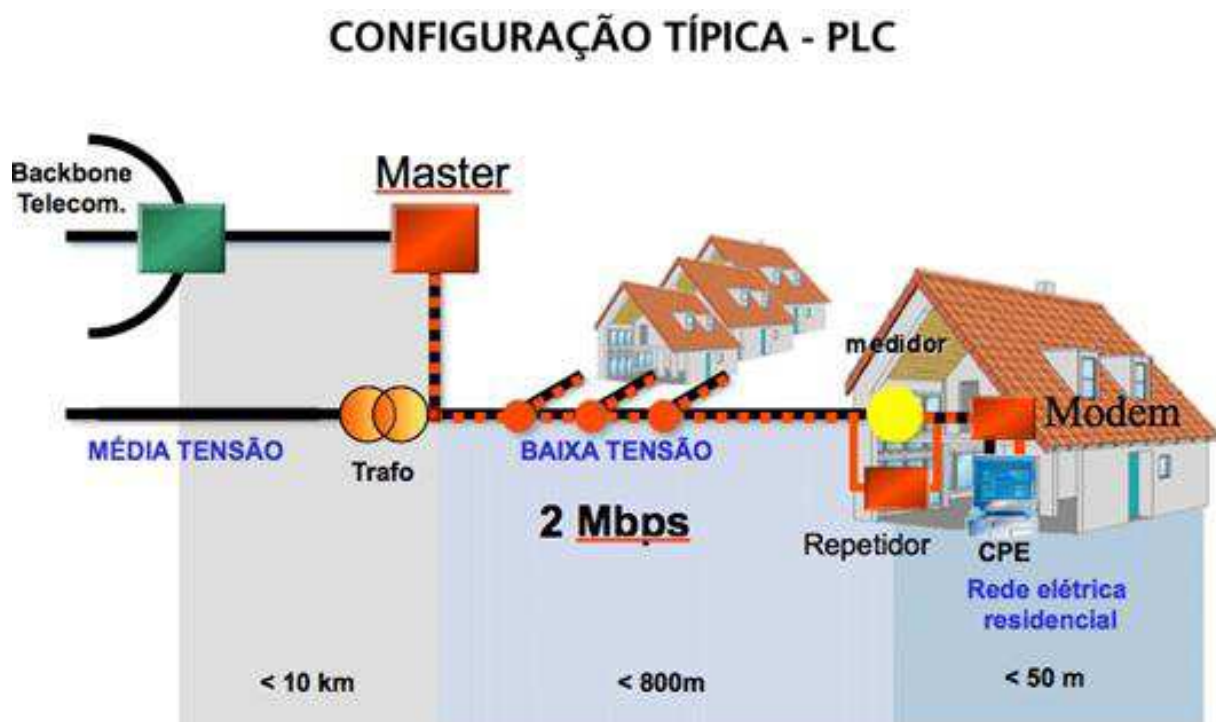 CONFIGURAÇÃO TÍPICA - PLC
Backbone
Telecom.
Master
medidor
Modem
MÉDIA TENSÃO
Trafo
BAIXA TENSÃO
2 Mbps
Repetidor
CPE
Rede elétrica
residencial
< 10 km
< 800m
< 50 m